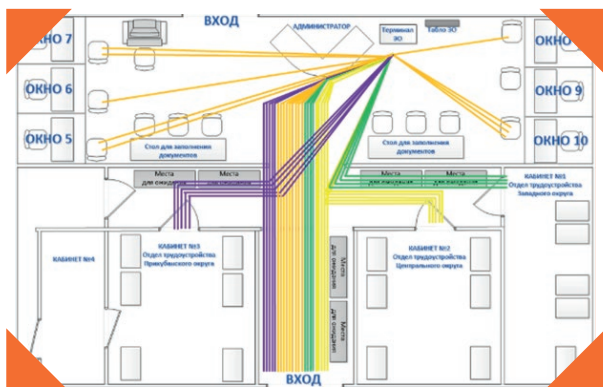 ВХОД
АДМИНИСТРАТОР
Терминал
ЭО
Табло ЭО
ОКНО 7
ОКНО 6
ОКНО 5
ОКНО
ОКНО 9
ОКНО 10
Стол для заполнения
документов
Стол для заполнения
документов
Места
для ожидания
Места
для ожидания
Места
для ожидания
Места
для ожидания
КАБИНЕТ №1
Отдел трудоустройства
Западного округа
КАБИНЕТ №4
КАБИНЕТ №3
Отдел трудоустройства
Прикубанского округа
Места
для ожидания
Места
для ожидания
КАБИНЕТ №2
Отдел трудоустройства
Центрального округа
ВХОД